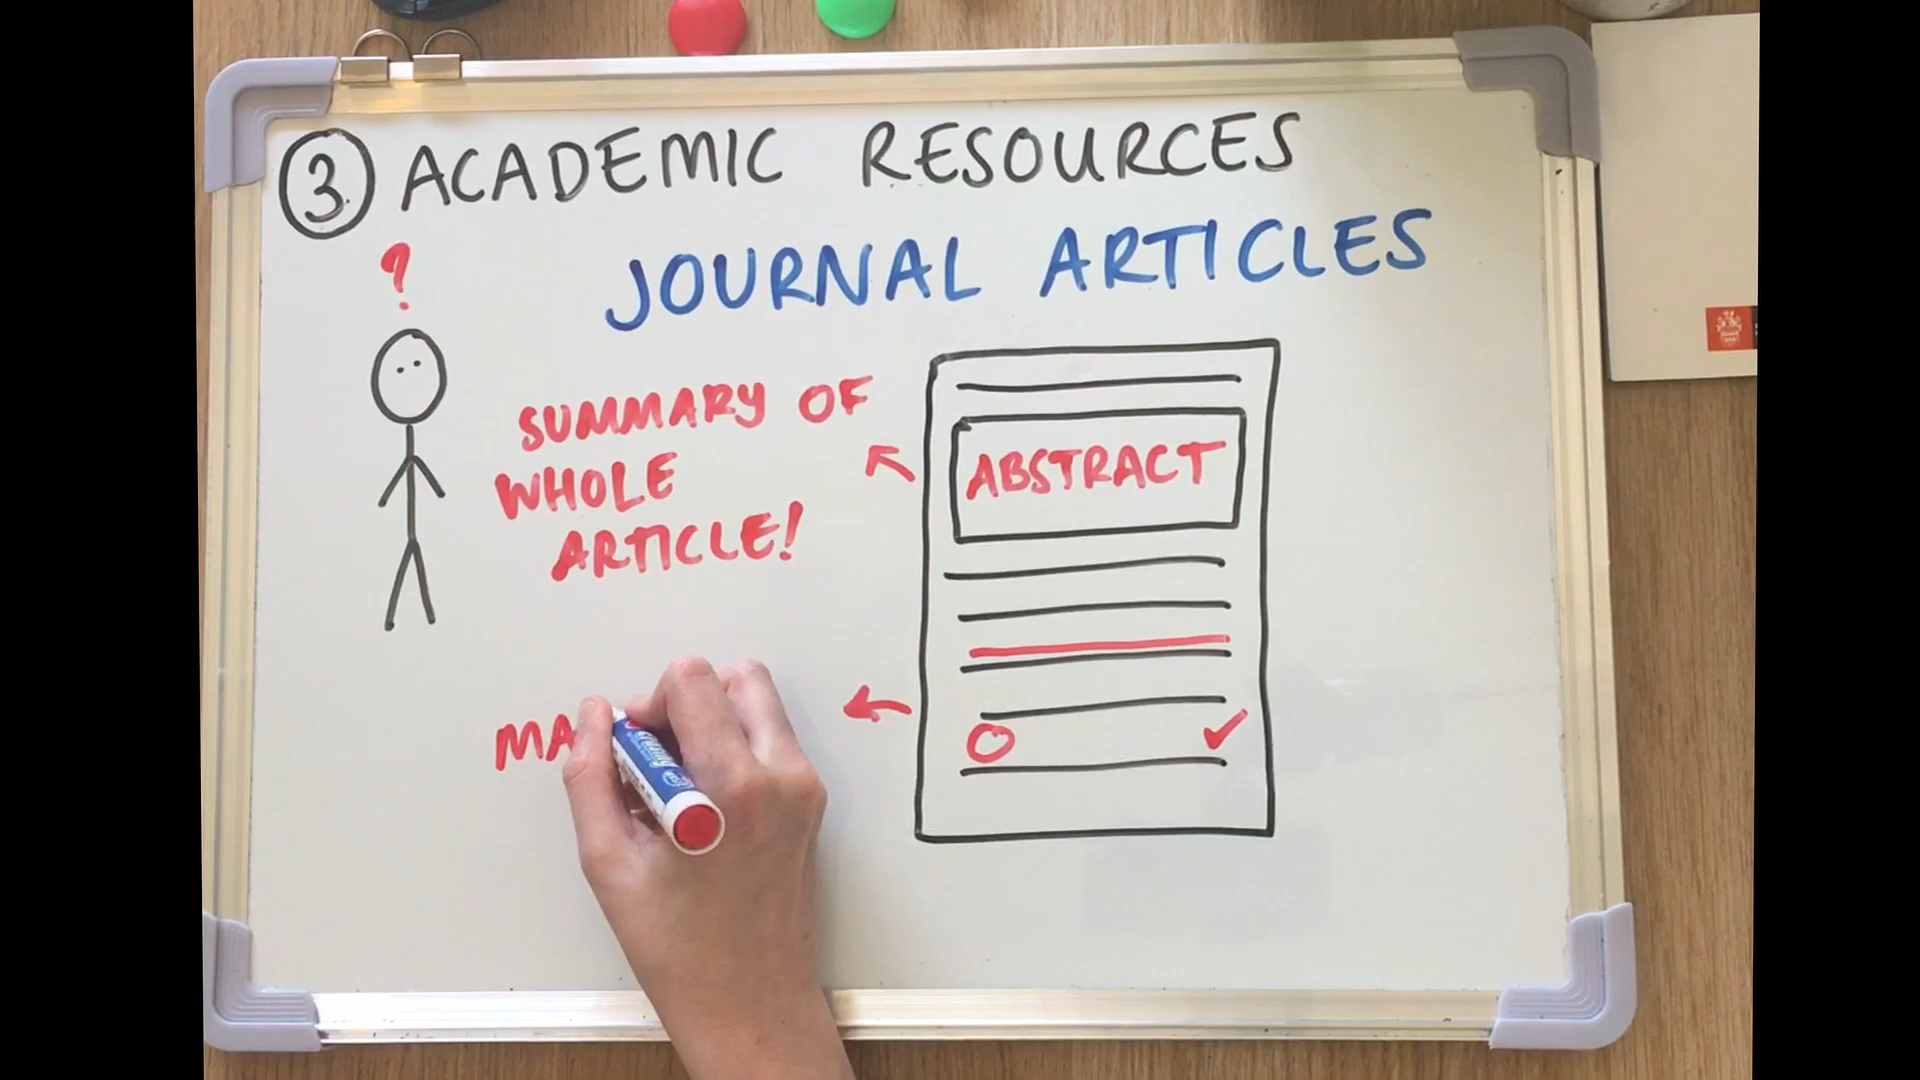 3 ACADEMIC RESOURCES
JOURNAL ARTICLES
?
SUMMARY OF
WHOLE
ARTICLE!
ABSTRACT
MA